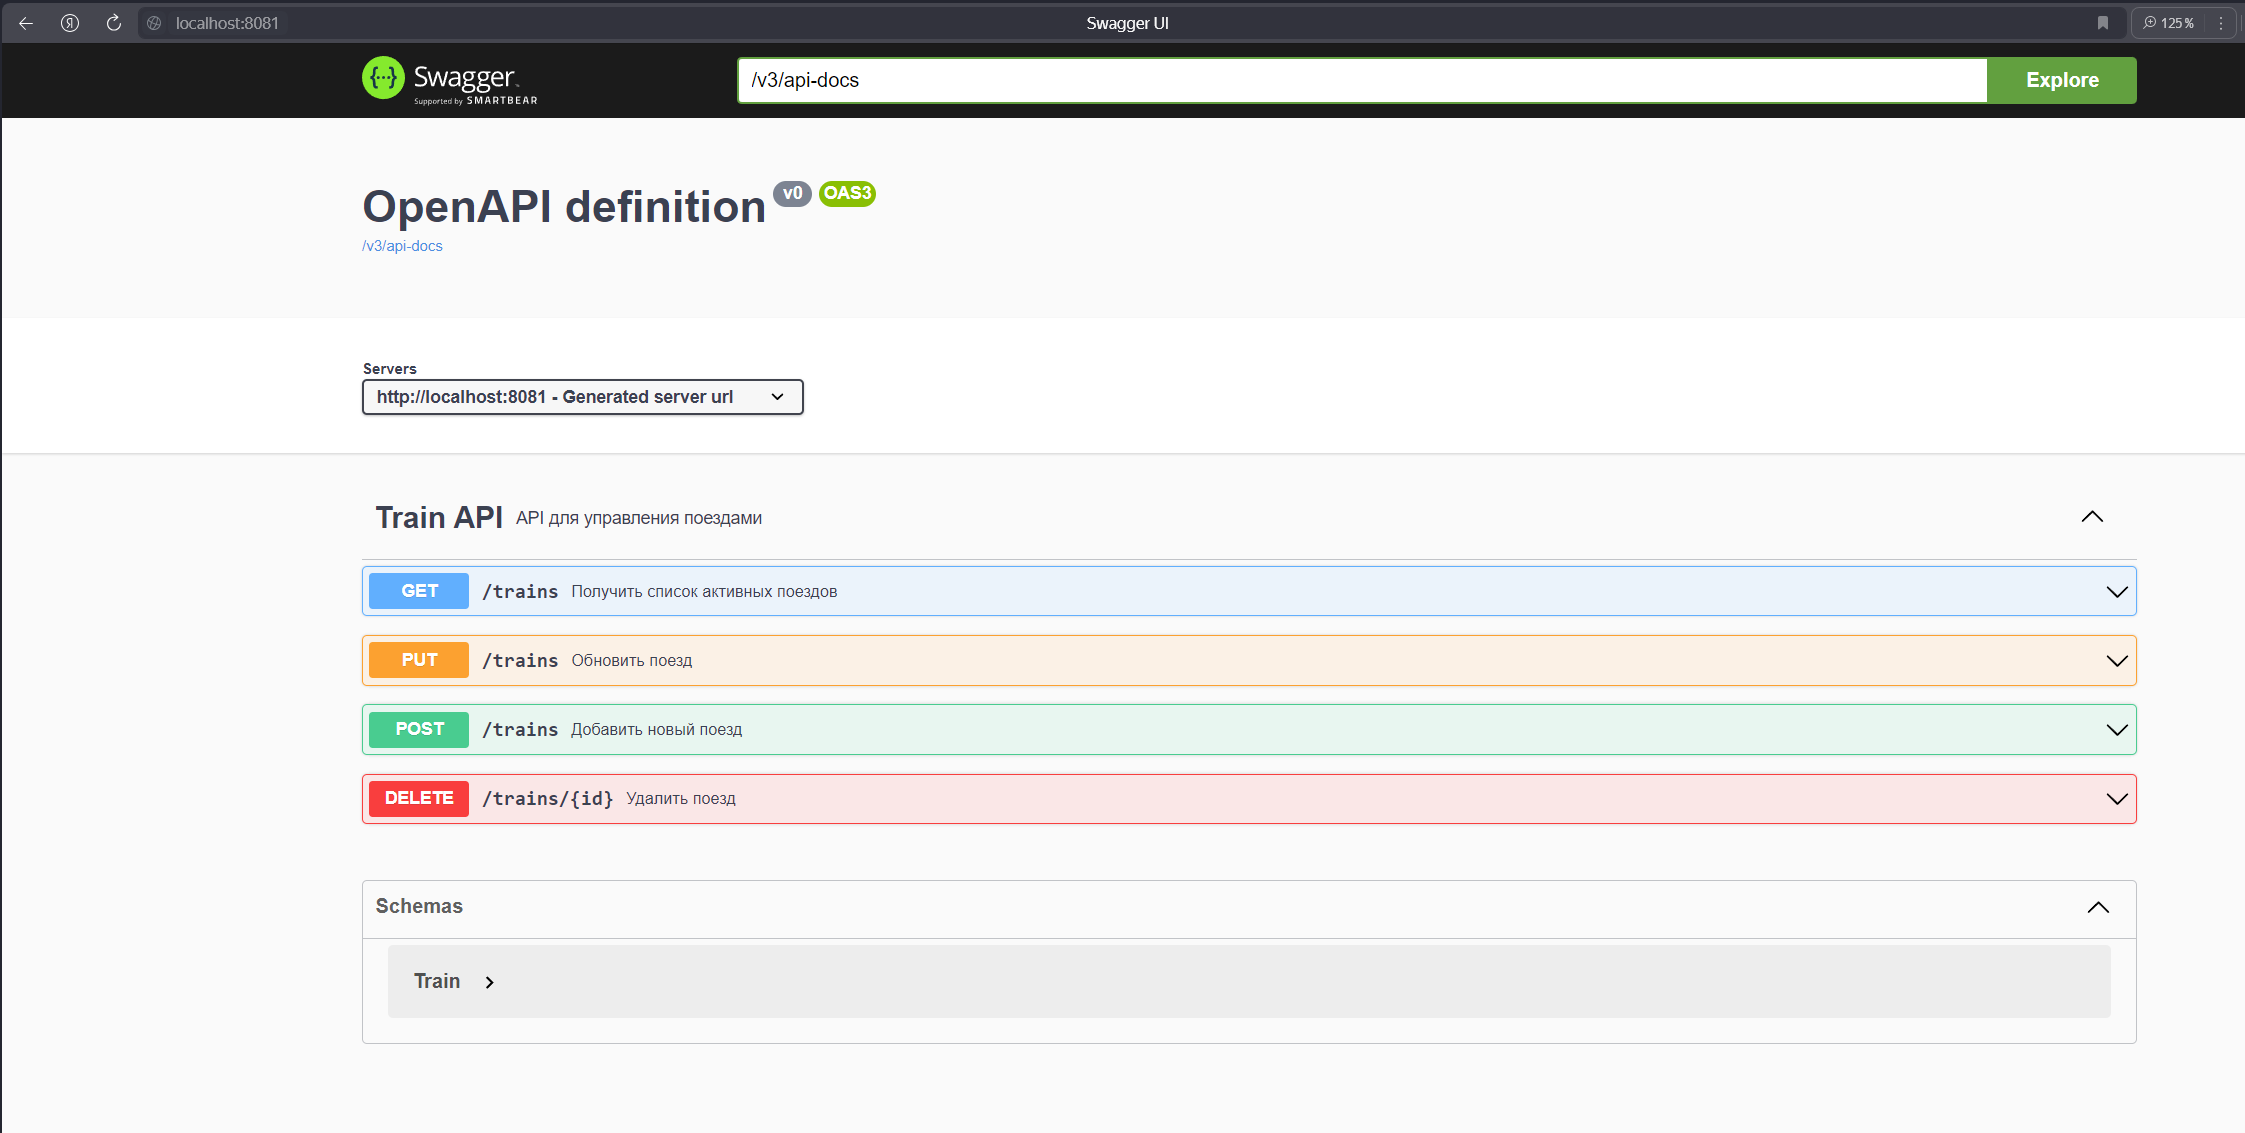 localhost:8081 Swagger UI 125 %
Swagger
Supported by SMARTBEAR
/v3/api-docs Explore
OpenAPI definition v0 OAS3
/v3/api-docs
Servers
http://localhost:8081 - Generated server url
Train API API для управления поездами
GET /trains Получить список активных поездов
PUT /trains Обновить поезд
POST /trains Добавить новый поезд
DELETE /trains/{id} Удалить поезд
Schemas
Train